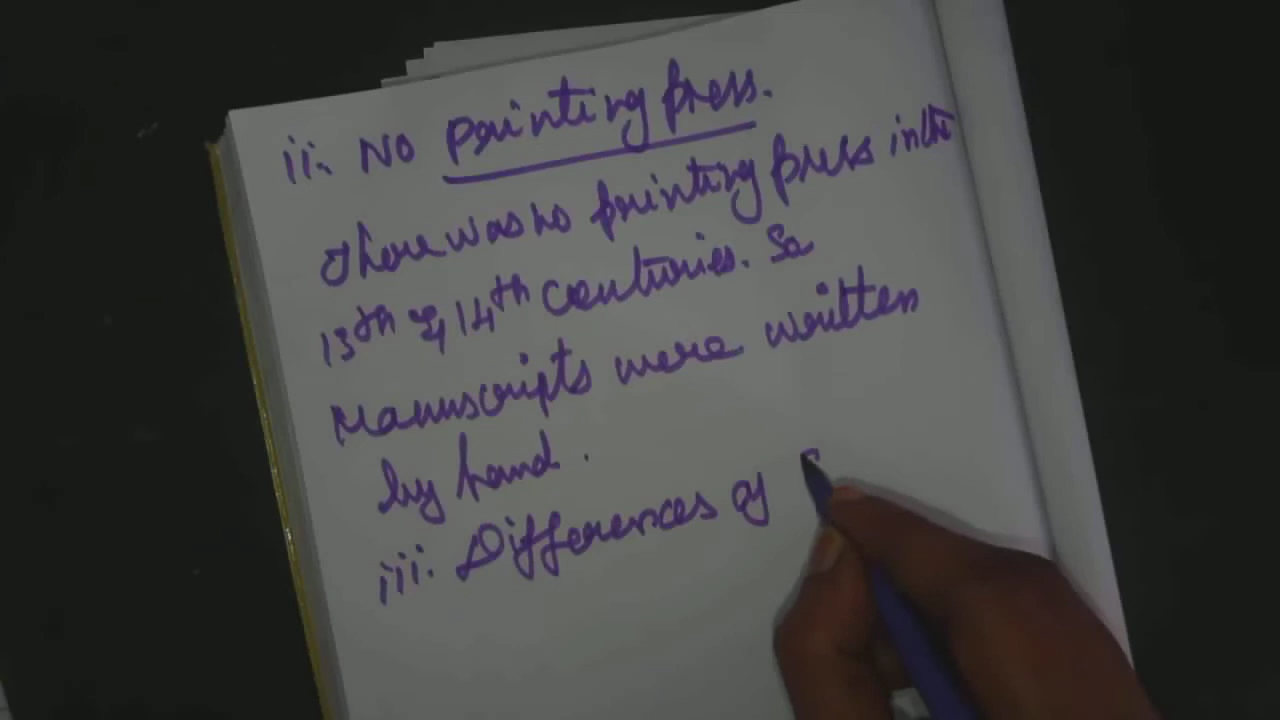 ii. No printing press.
There was no printing press in the
13th & 14th centuries. So
Manuscripts were written
by hand.
iii. Differences of